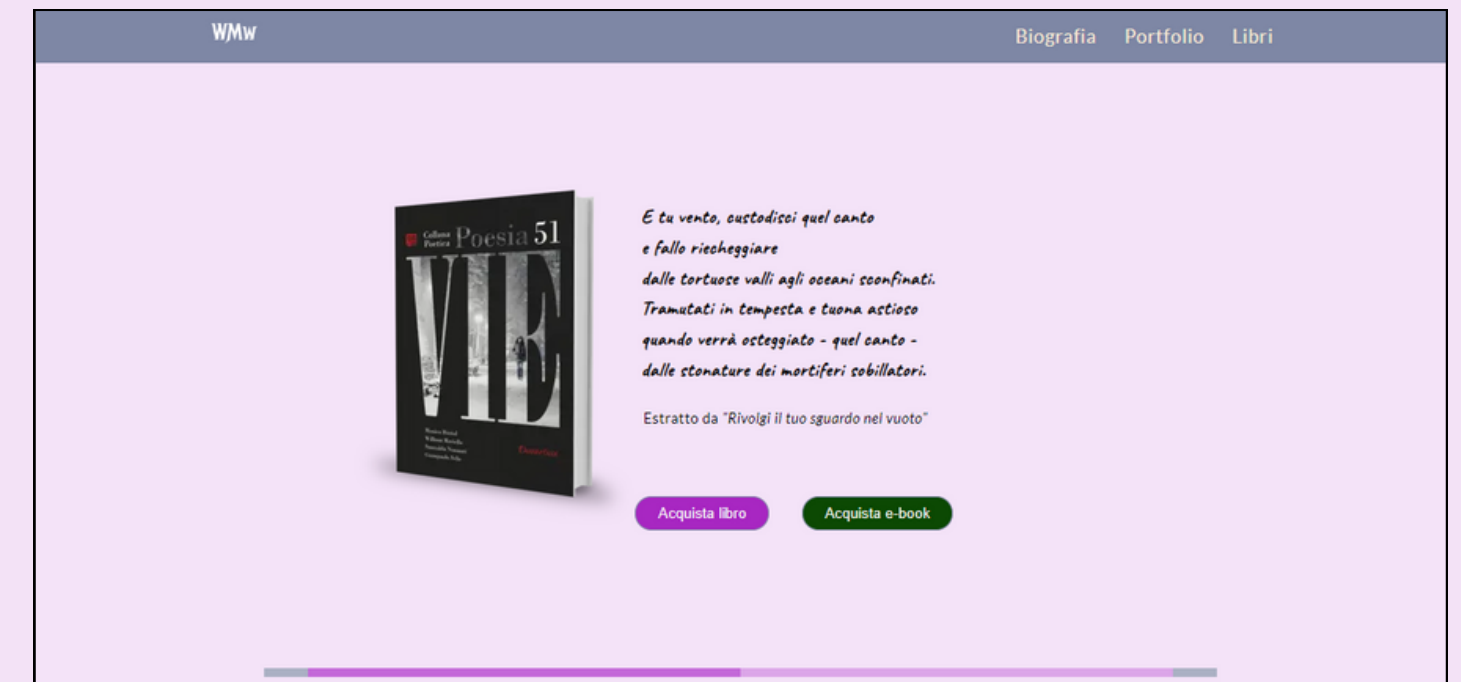 WMw
Biografia Portfolio Libri
Collana
Poetica
Poesia 51
VIE
E tu vento, custodisci quel canto
e fallo riecheggiare
dalle tortuose valli agli oceani sconfinati.
Tramutati in tempesta e tuona astioso
quando verrà osteggiato - quel canto -
dalle stonature dei mortiferi sobillatori.
Estratto da "Rivolgi il tuo sguardo nel vuoto"
Acquista libro Acquista e-book